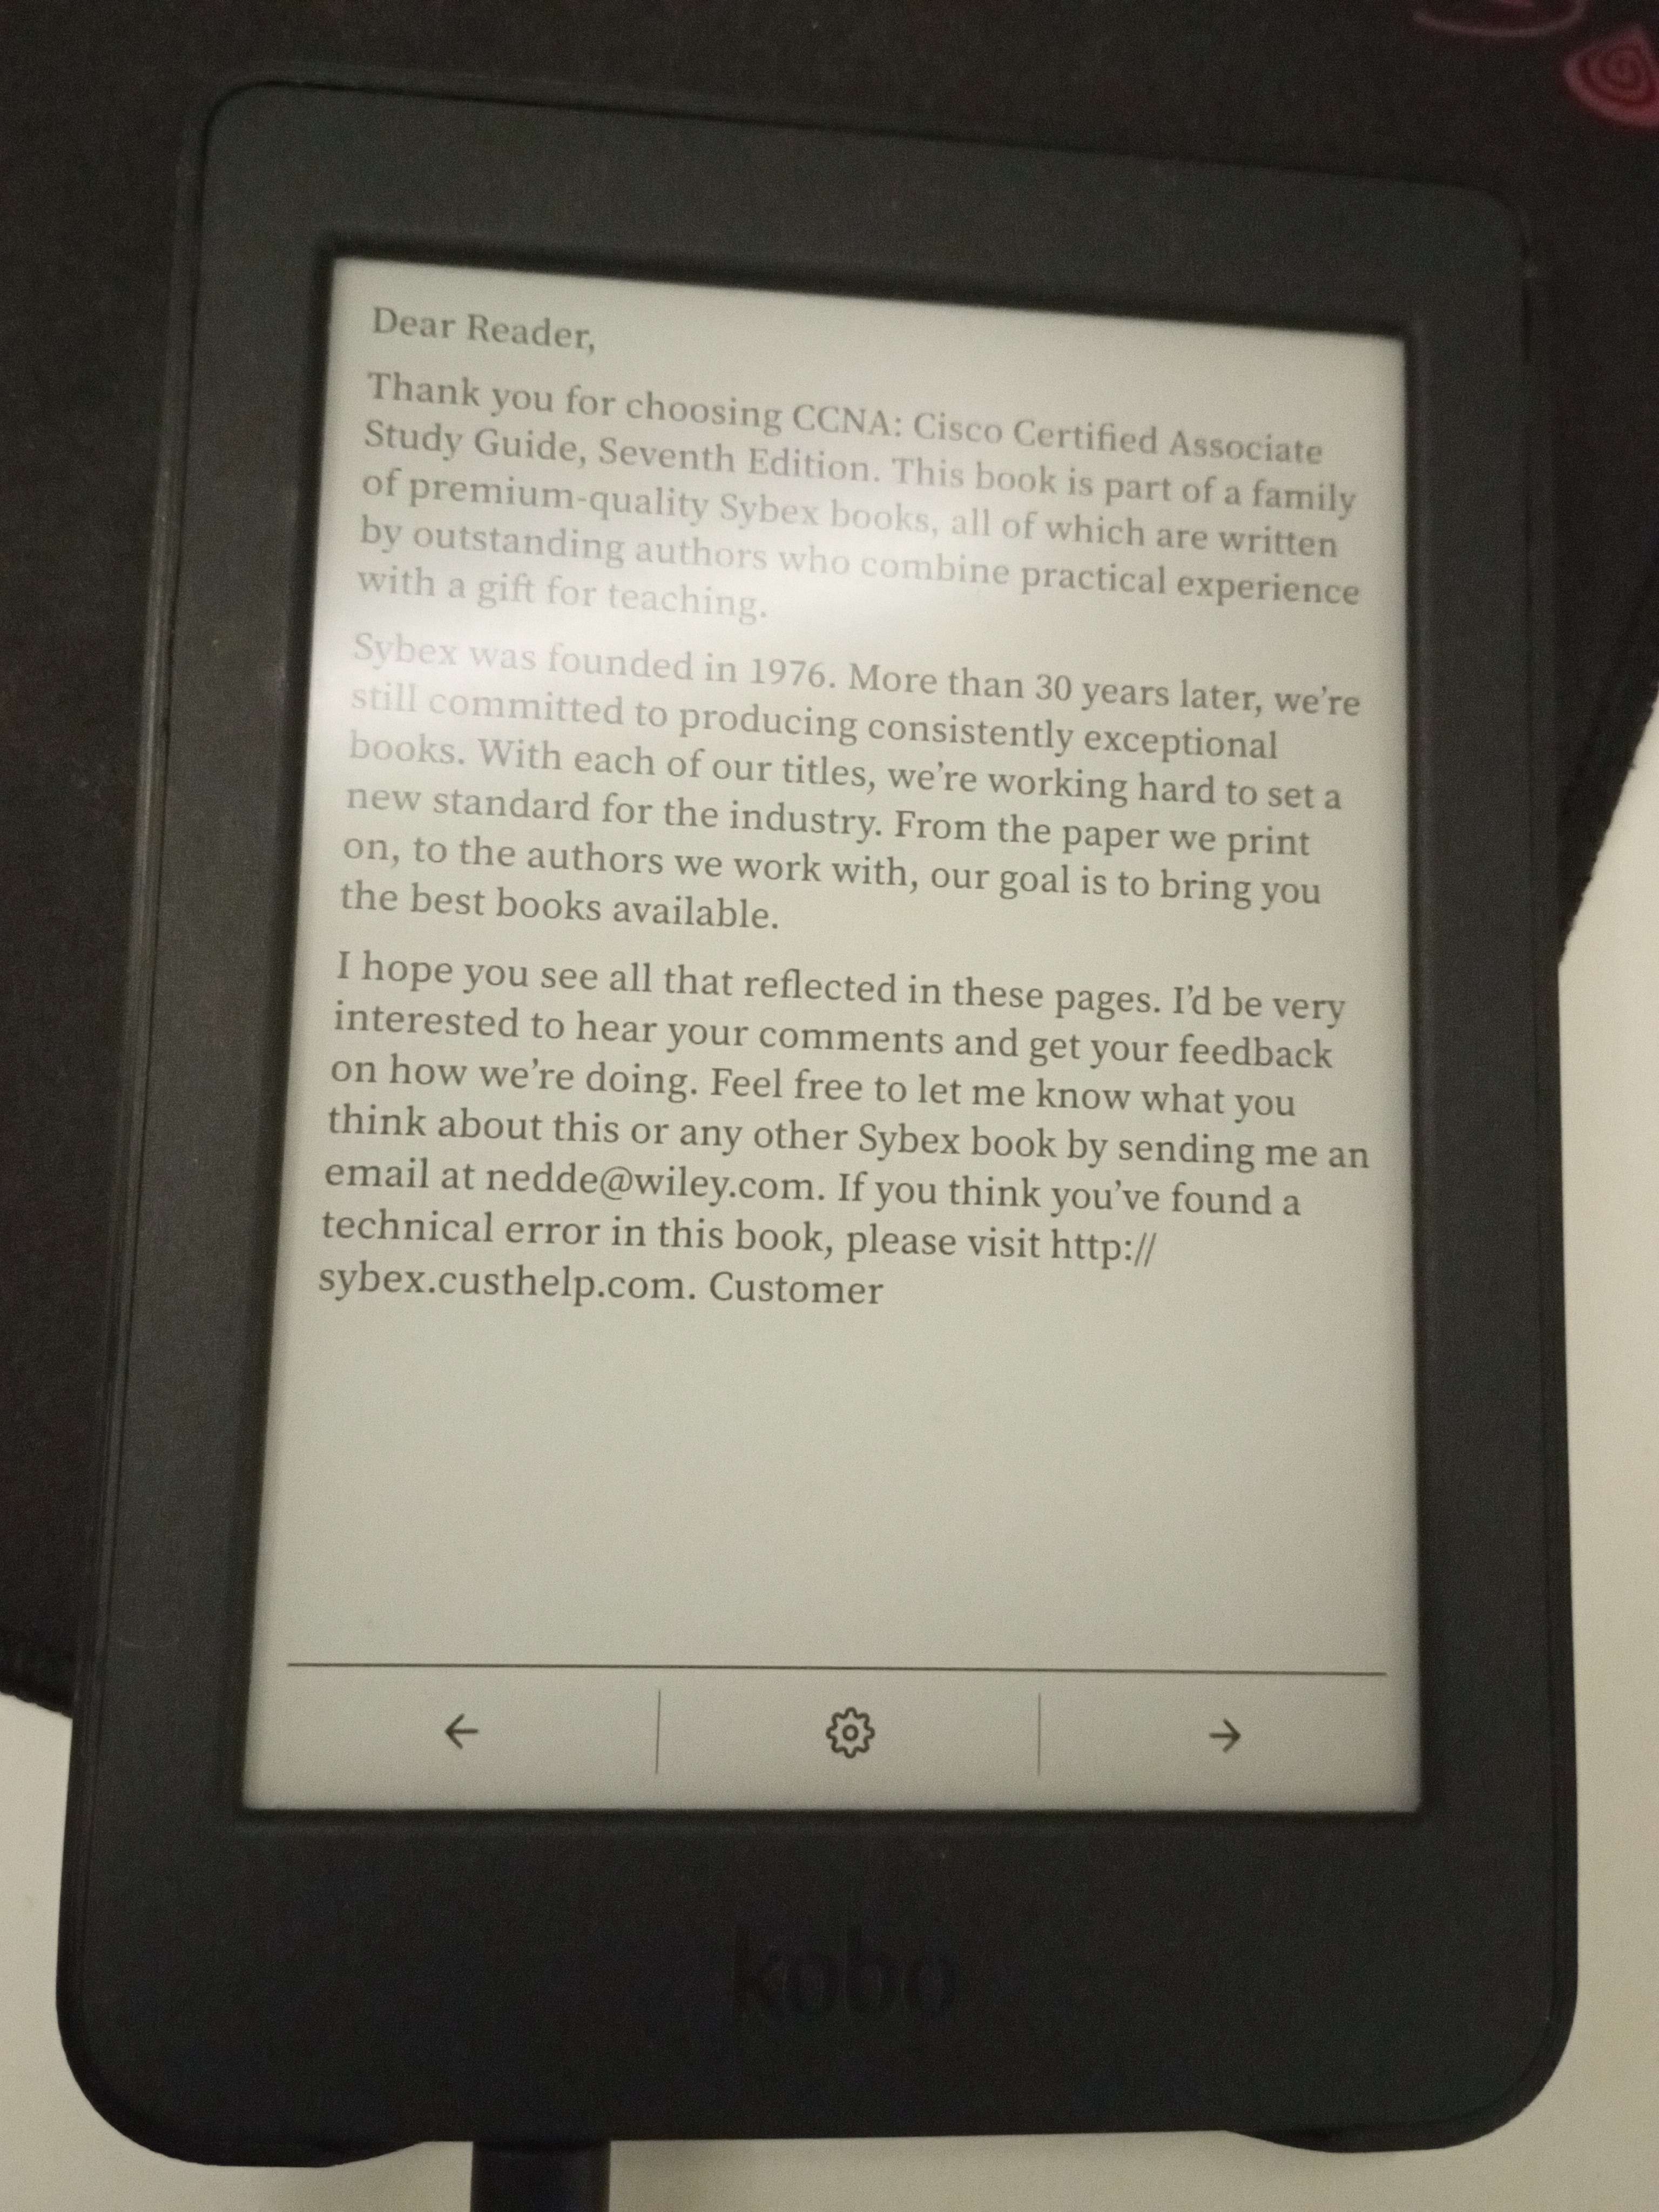 Dear Reader,
Thank you for choosing CCNA: Cisco Certified Associate
Study Guide, Seventh Edition. This book is part of a family
of premium-quality Sybex books, all of which are written
by outstanding authors who combine practical experience
with a gift for teaching.
Sybex was founded in 1976. More than 30 years later, we’re
still committed to producing consistently exceptional
books. With each of our titles, we’re working hard to set a
new standard for the industry. From the paper we print
on, to the authors we work with, our goal is to bring you
the best books available.
I hope you see all that reflected in these pages. I’d be very
interested to hear your comments and get your feedback
on how we’re doing. Feel free to let me know what you
think about this or any other Sybex book by sending me an
email at nedde@wiley.com. If you think you’ve found a
technical error in this book, please visit http://
sybex.custhelp.com. Customer
kobo